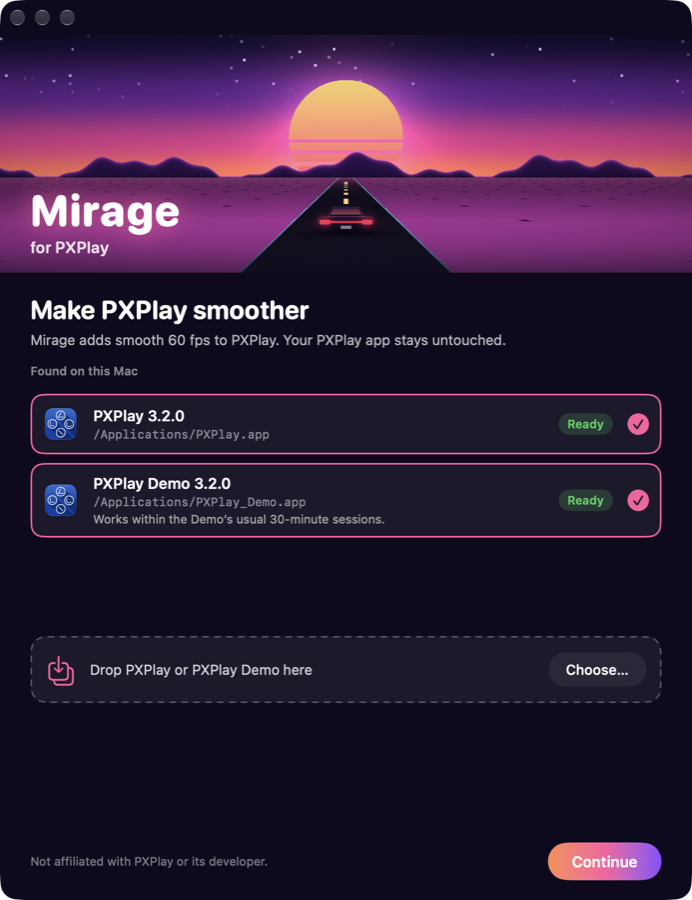 Mirage
for PXPlay
Make PXPlay smoother
Mirage adds smooth 60 fps to PXPlay. Your PXPlay app stays untouched.
Found on this Mac
PXPlay 3.2.0
/Applications/PXPlay.app
Ready
PXPlay Demo 3.2.0
/Applications/PXPlay_Demo.app
Works within the Demo's usual 30-minute sessions.
Ready
Drop PXPlay or PXPlay Demo here
Choose...
Not affiliated with PXPlay or its developer.
Continue